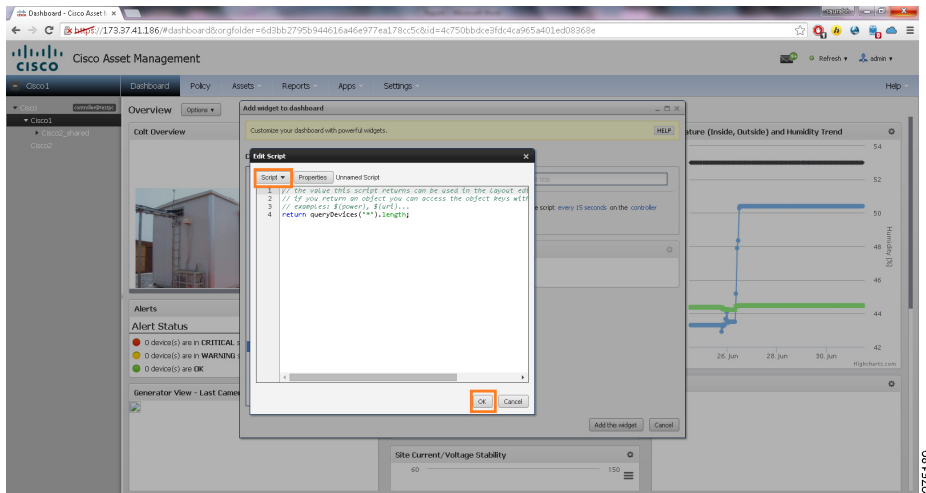 Dashboard - Cisco Asset
https://173.37.41.186/#dashboard&orgfolder=6d3bb2795b944616a46e977ea178cc5c&id=4c750bbdce3fdc4ca965a401ed08368e
CISCO Cisco Asset Management
Refresh admin
Cisco1 Dashboard Policy Assets Reports Apps Settings Help
Cisco
Cisco1
Cisco2_shared
Cisco2
Overview Options
Add widget to dashboard
Colt Overview
Customize your dashboard with powerful widgets. HELP
ature (Inside, Outside) and Humidity Trend
Edit Script
Script Properties Unnamed Script
1 // the value this script returns can be used in the layout edi
2 // if you return an object you can access the object keys with
3 // examples: $(power), $(url)...
4 return queryDevices("*").length;
e script every 15 seconds on the controller
54
52
50
48
46
44
42
Humidity [%]
26. Jun 28. Jun 30. Jun
Highcharts.com
Alerts
Alert Status
0 device(s) are in CRITICAL s
0 device(s) are in WARNING s
0 device(s) are OK
Generator View - Last Camer
OK Cancel
Add this widget Cancel
Site Current/Voltage Stability
60 150